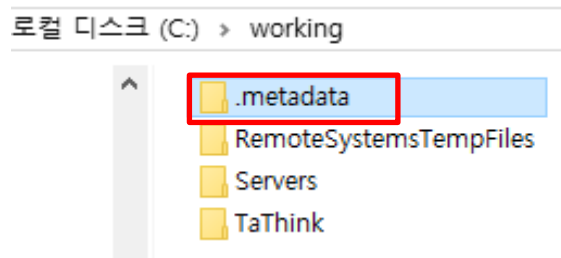 로컬 디스크 (C:) > working
.metadata
RemoteSystemsTempFiles
Servers
TaThink